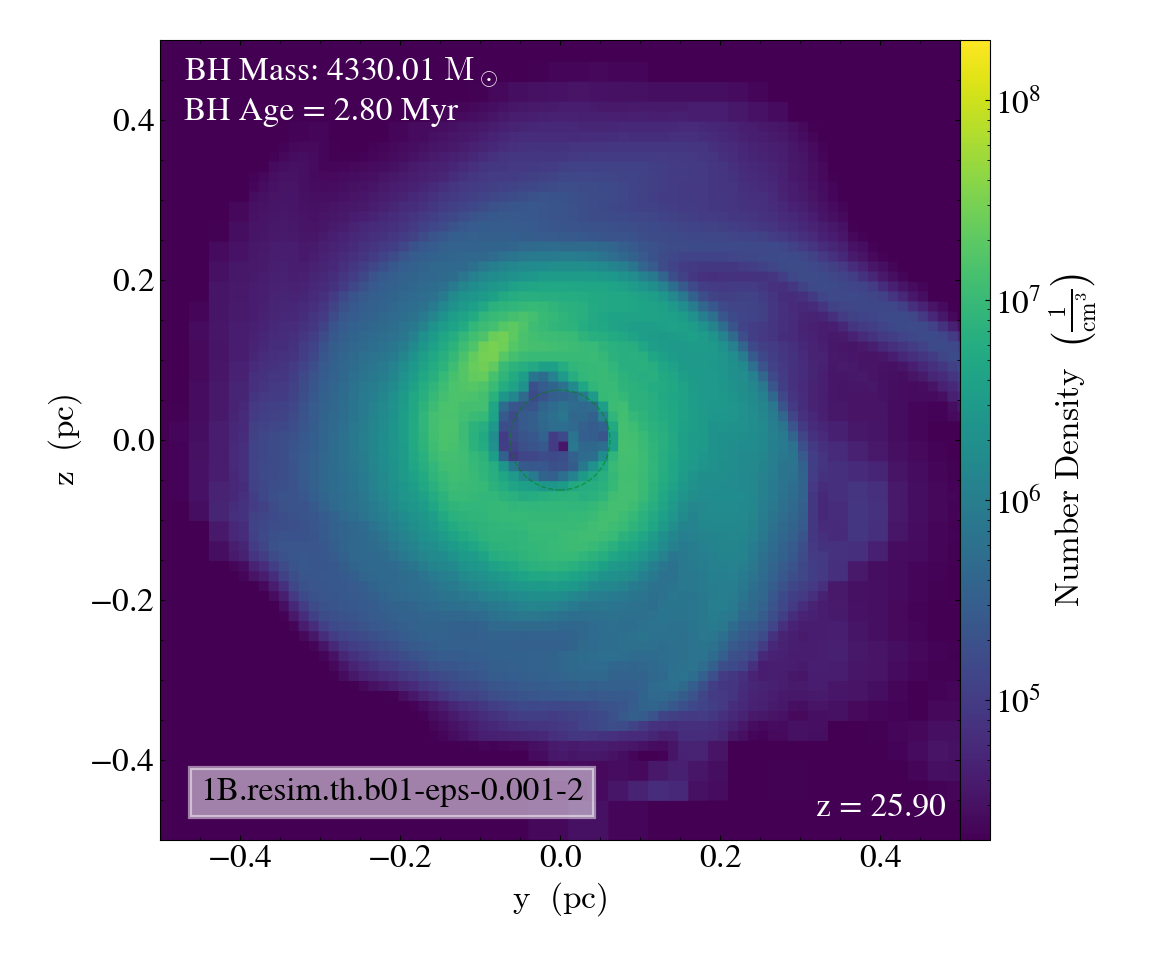 BH Mass: 4330.01 M⊙
BH Age = 2.80 Myr
0.4
0.2
0.0
−0.2
−0.4
z (pc)
1B.resim.th.b01-eps-0.001-2
z = 25.90
−0.4 −0.2 0.0 0.2 0.4
y (pc)
10⁸
10⁷
10⁶
10⁵
Number Density (1/cm³)